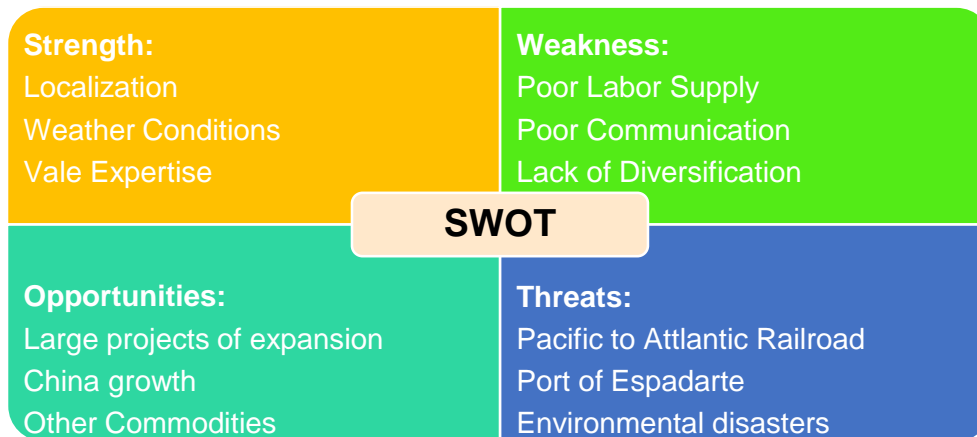 Strength:
Localization
Weather Conditions
Vale Expertise
Weakness:
Poor Labor Supply
Poor Communication
Lack of Diversification
SWOT
Opportunities:
Large projects of expansion
China growth
Other Commodities
Threats:
Pacific to Attlantic Railroad
Port of Espadarte
Environmental disasters